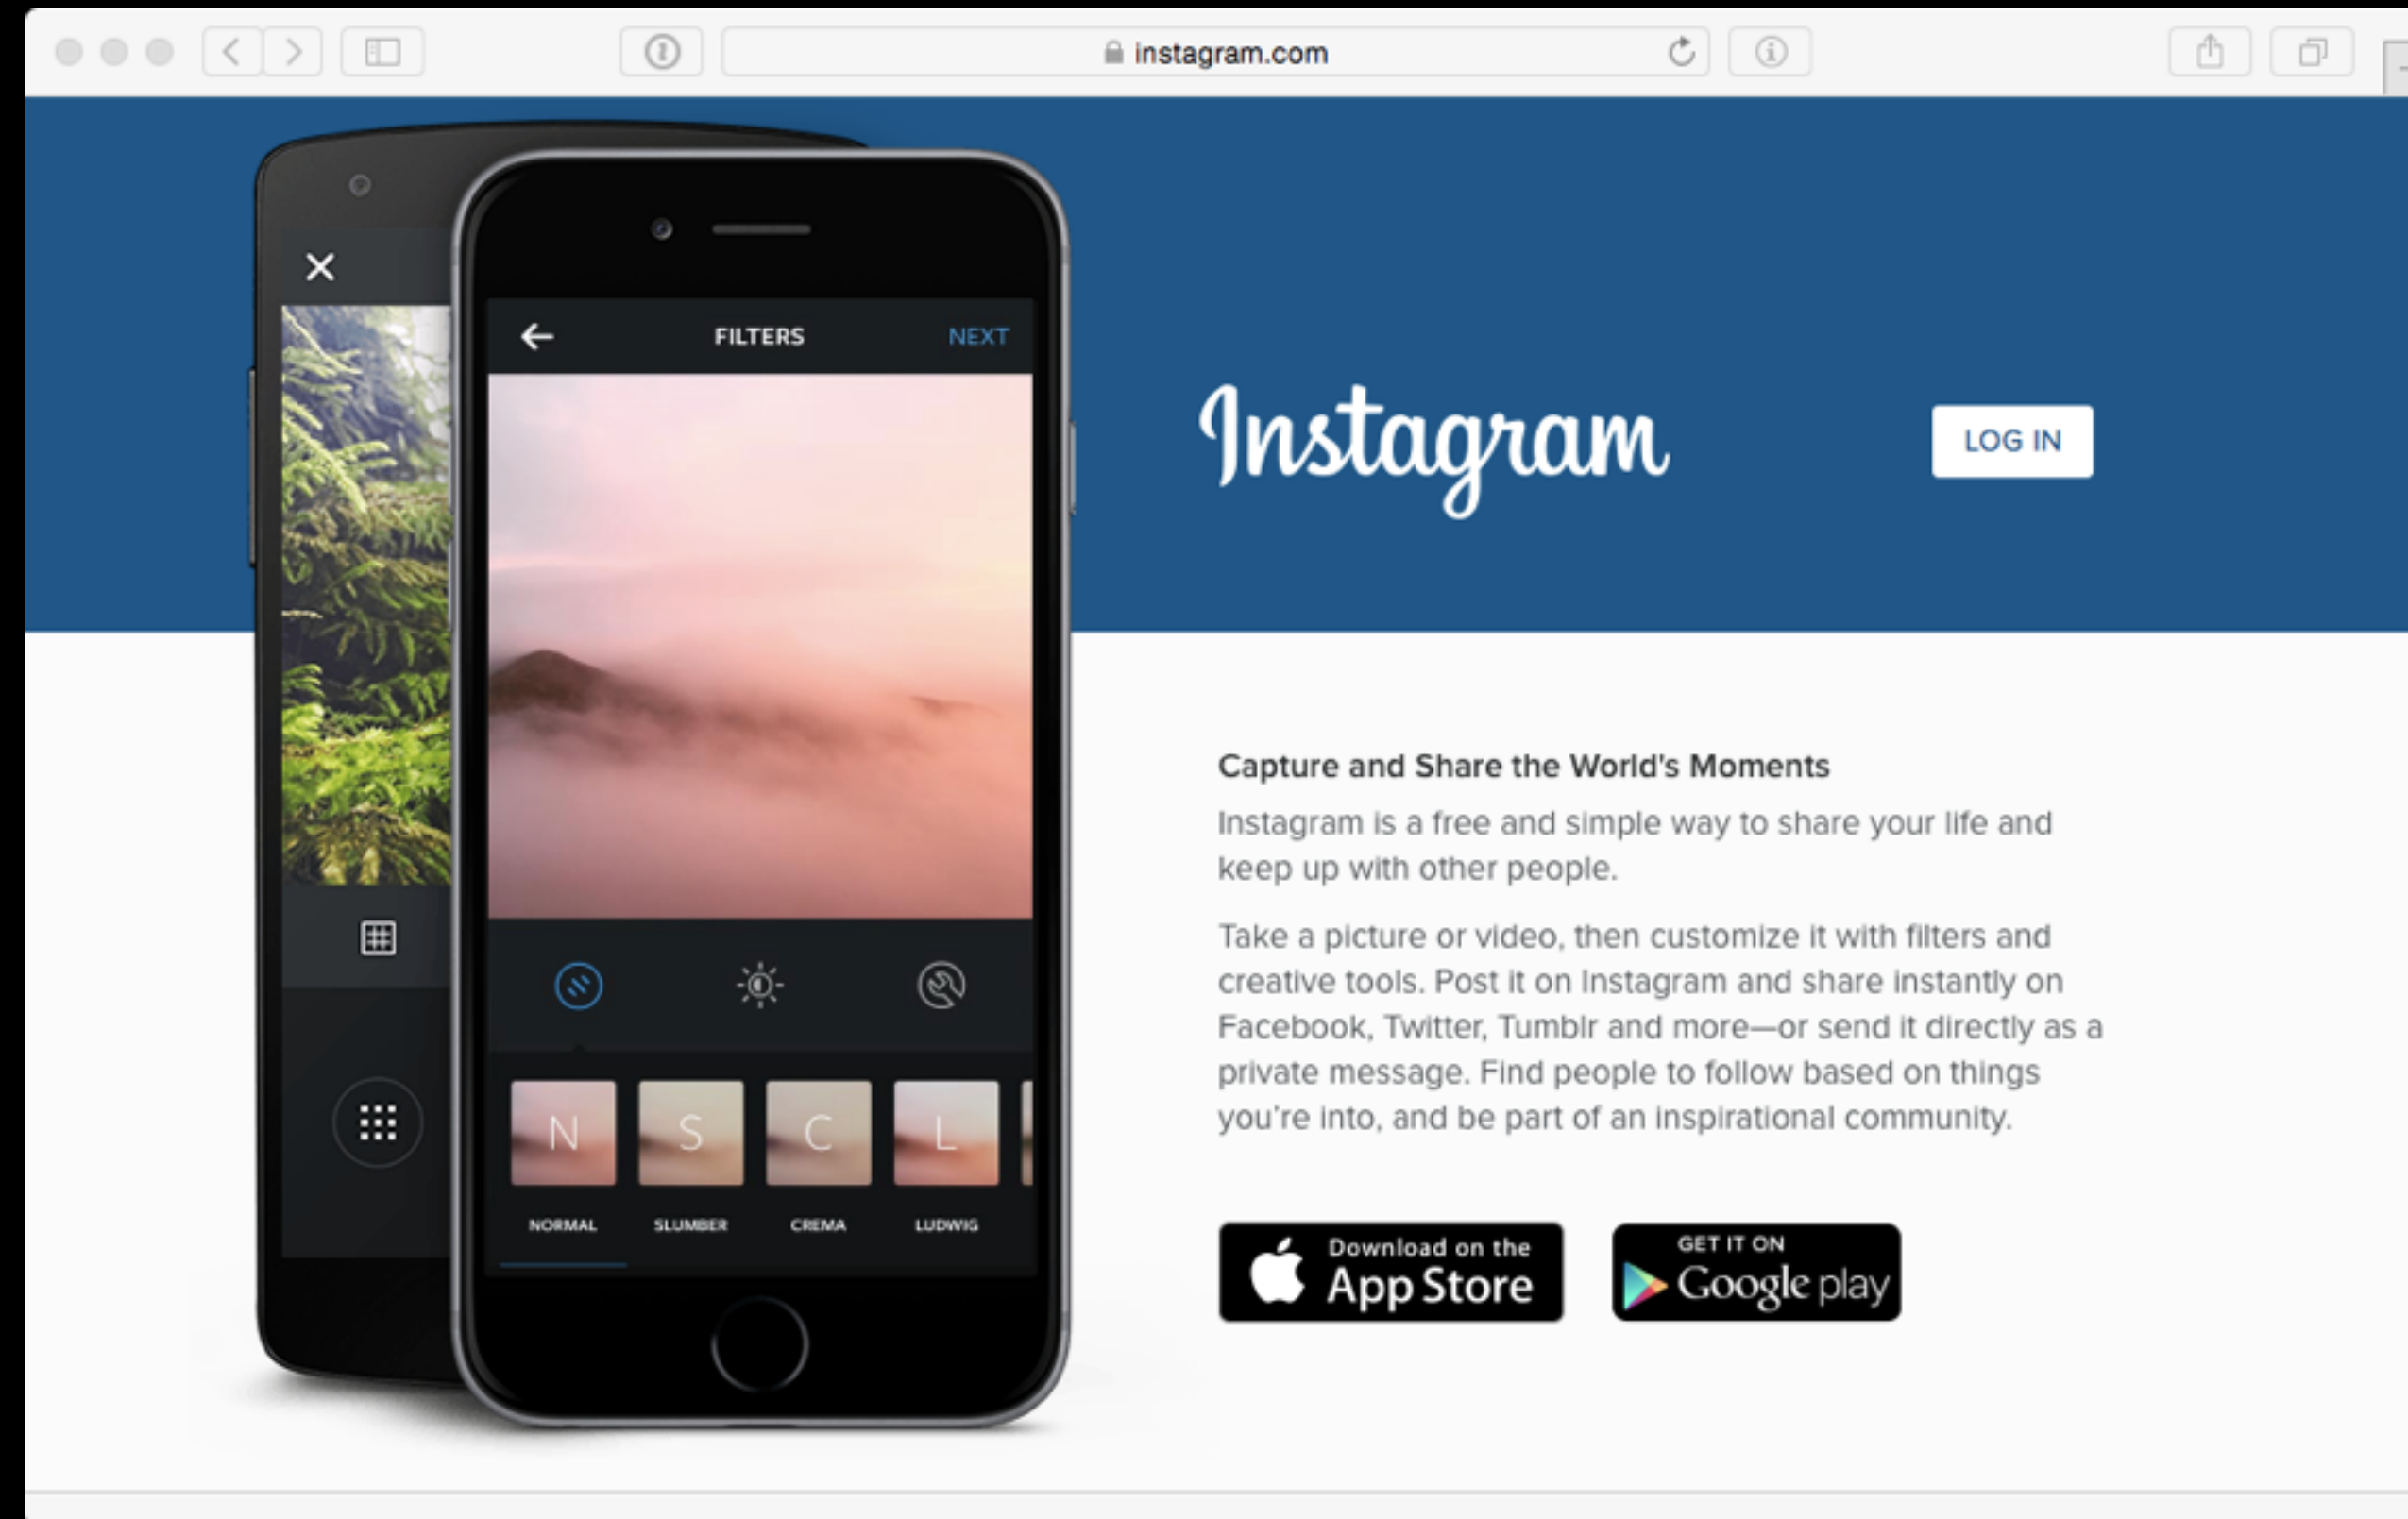 instagram.com
FILTERS
NEXT
Instagram
LOG IN
Capture and Share the World's Moments
Instagram is a free and simple way to share your life and
keep up with other people.
Take a picture or video, then customize it with filters and
creative tools. Post it on Instagram and share instantly on
Facebook, Twitter, Tumblr and more—or send it directly as a
private message. Find people to follow based on things
you’re into, and be part of an inspirational community.
N S C L
NORMAL SLUMBER CREMA LUDWIG
Download on the
App Store
GET IT ON
Google play